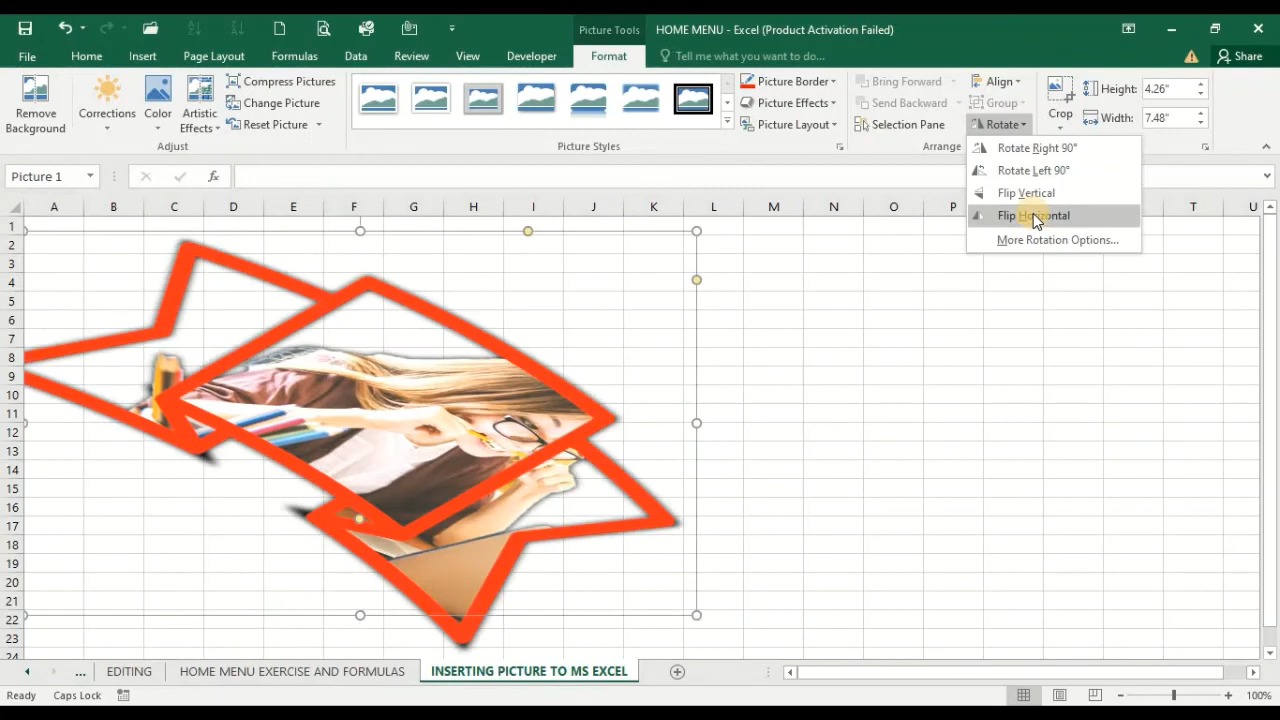 Picture Tools
HOME MENU - Excel (Product Activation Failed)
File Home Insert Page Layout Formulas Data Review View Developer Format Tell me what you want to do... Share
Remove Background
Corrections
Color
Artistic Effects
Compress Pictures
Change Picture
Reset Picture
Adjust
Picture Styles
Picture Border
Picture Effects
Picture Layout
Bring Forward
Send Backward
Selection Pane
Align
Group
Rotate
Arrange
Crop
Height: 4.26"
Width: 7.48"
Rotate Right 90°
Rotate Left 90°
Flip Vertical
Flip Horizontal
More Rotation Options...
Picture 1
fx
A B C D E F G H I J K L M N O P T U
1
2
3
4
5
6
7
8
9
10
11
12
13
14
15
16
17
18
19
20
21
22
23
24
... EDITING HOME MENU EXERCISE AND FORMULAS INSERTING PICTURE TO MS EXCEL
Ready Caps Lock 100%